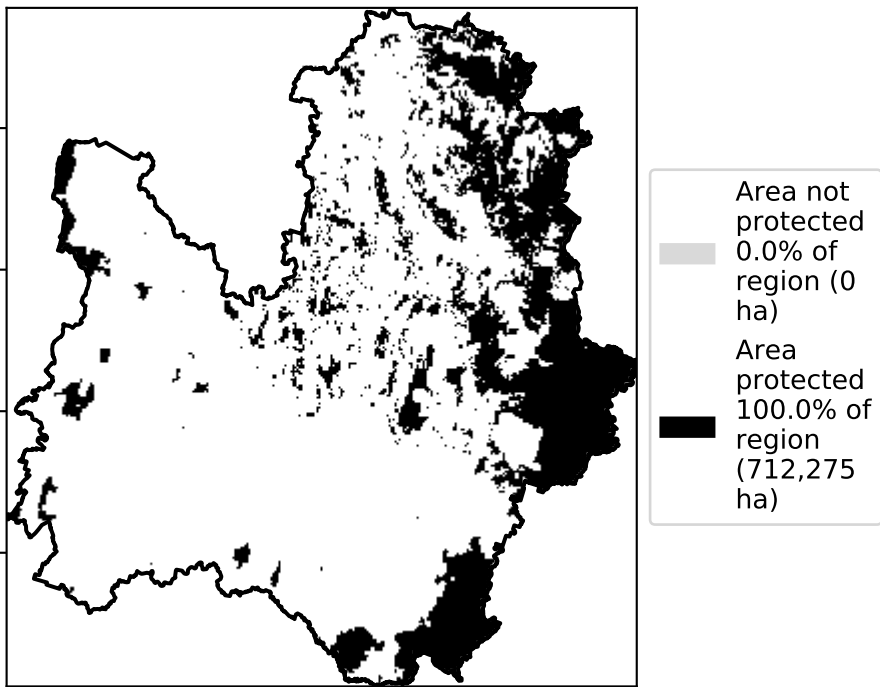 Area not
protected
0.0% of
region (0
ha)
Area
protected
100.0% of
region
(712,275
ha)